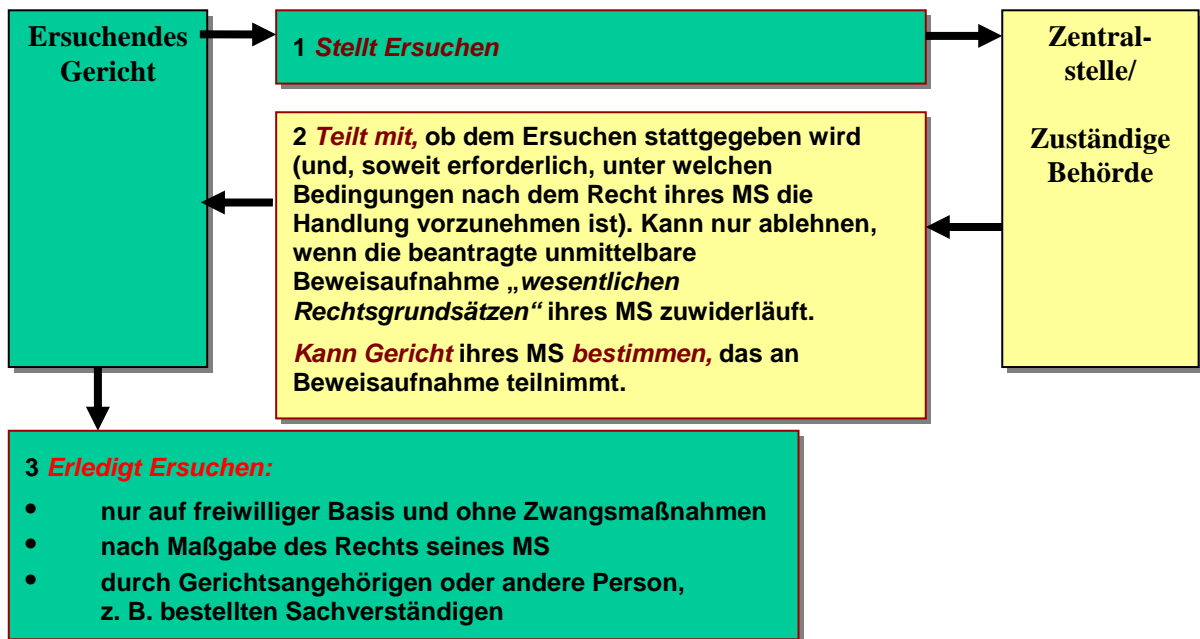 Ersuchendes
Gericht
1 Stellt Ersuchen
Zentral-
stelle/
Zuständige
Behörde
2 Teilt mit, ob dem Ersuchen stattgegeben wird
(und, soweit erforderlich, unter welchen
Bedingungen nach dem Recht ihres MS die
Handlung vorzunehmen ist). Kann nur ablehnen,
wenn die beantragte unmittelbare
Beweisaufnahme „wesentlichen
Rechtsgrundsätzen“ ihres MS zuwiderläuft.
Kann Gericht ihres MS bestimmen, das an
Beweisaufnahme teilnimmt.
3 Erledigt Ersuchen:
• nur auf freiwilliger Basis und ohne Zwangsmaßnahmen
• nach Maßgabe des Rechts seines MS
• durch Gerichtsangehörigen oder andere Person,
z. B. bestellten Sachverständigen